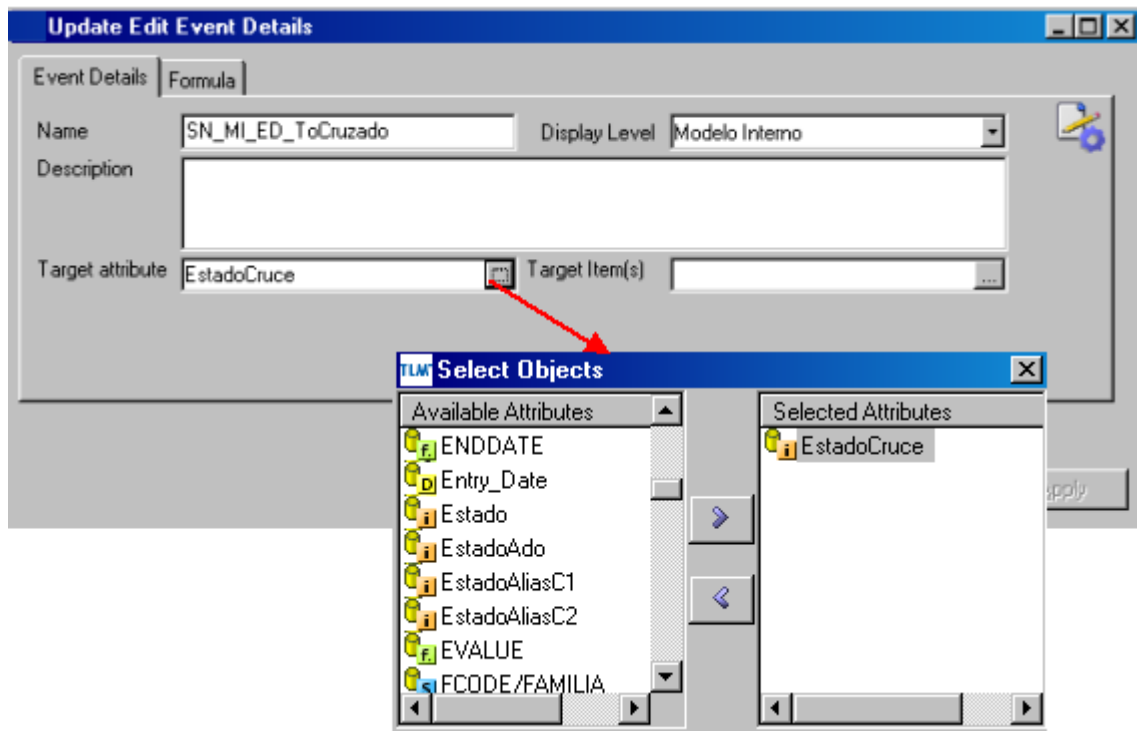 Update Edit Event Details
Event Details Formula
Name SN_MI_ED_ToCruzado Display Level Modelo Interno
Description
Target attribute EstadoCruce ... Target Item(s) ...
TLM Select Objects
Available Attributes Selected Attributes
f ENDDATE i EstadoCruce
D Entry_Date
i Estado
i EstadoAdo
i EstadoAliasC1
i EstadoAliasC2
f EVALUE
S FCODE/FAMILIA
Apply